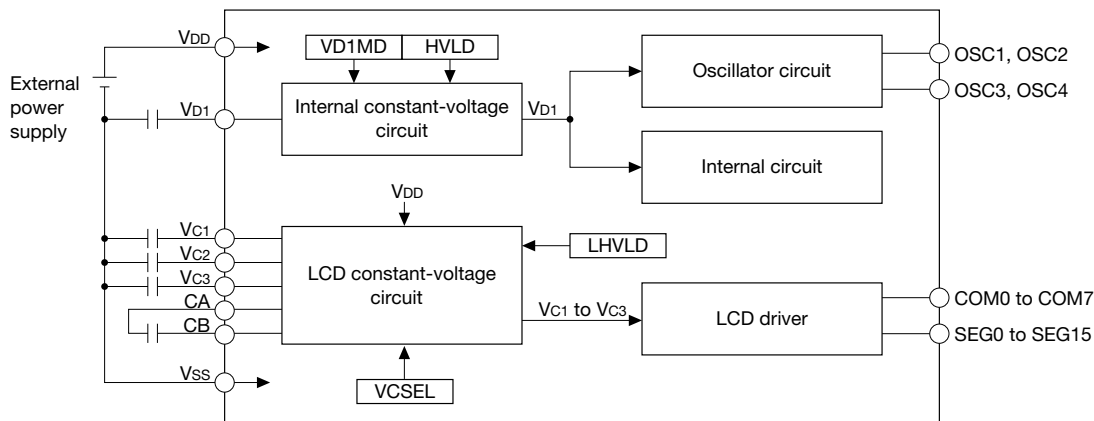 VDD
External
power
supply
VD1
VD1MD
HVLD
Internal constant-voltage
circuit
VD1
Oscillator circuit
OSC1, OSC2
OSC3, OSC4
Internal circuit
VDD
VC1
VC2
VC3
CA
CB
LCD constant-voltage
circuit
LHVLD
VC1 to VC3
LCD driver
COM0 to COM7
SEG0 to SEG15
VSS
VCSEL